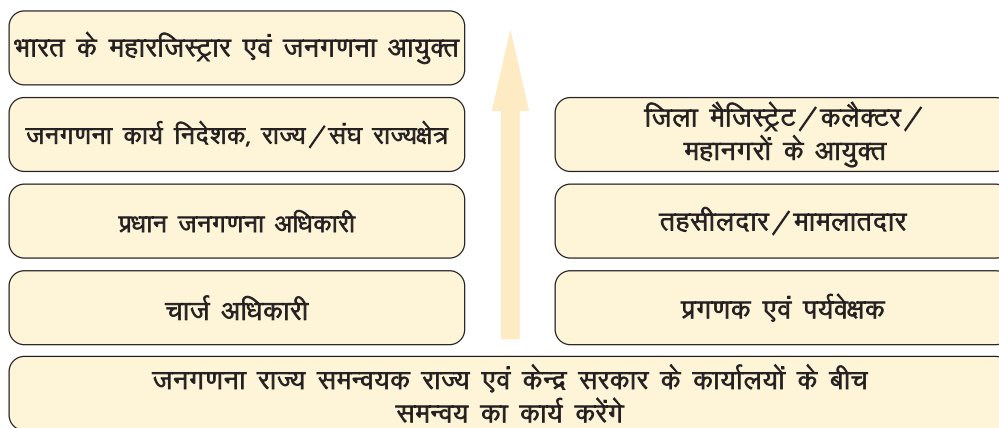 भारत के महारजिस्ट्रार एवं जनगणना आयुक्त
जनगणना कार्य निदेशक, राज्य/संघ राज्यक्षेत्र
प्रधान जनगणना अधिकारी
चार्ज अधिकारी
जिला मैजिस्ट्रेट/कलैक्टर/
महानगरों के आयुक्त
तहसीलदार/मामलातदार
प्रगणक एवं पर्यवेक्षक
जनगणना राज्य समन्वयक राज्य एवं केन्द्र सरकार के कार्यालयों के बीच
समन्वय का कार्य करेंगे